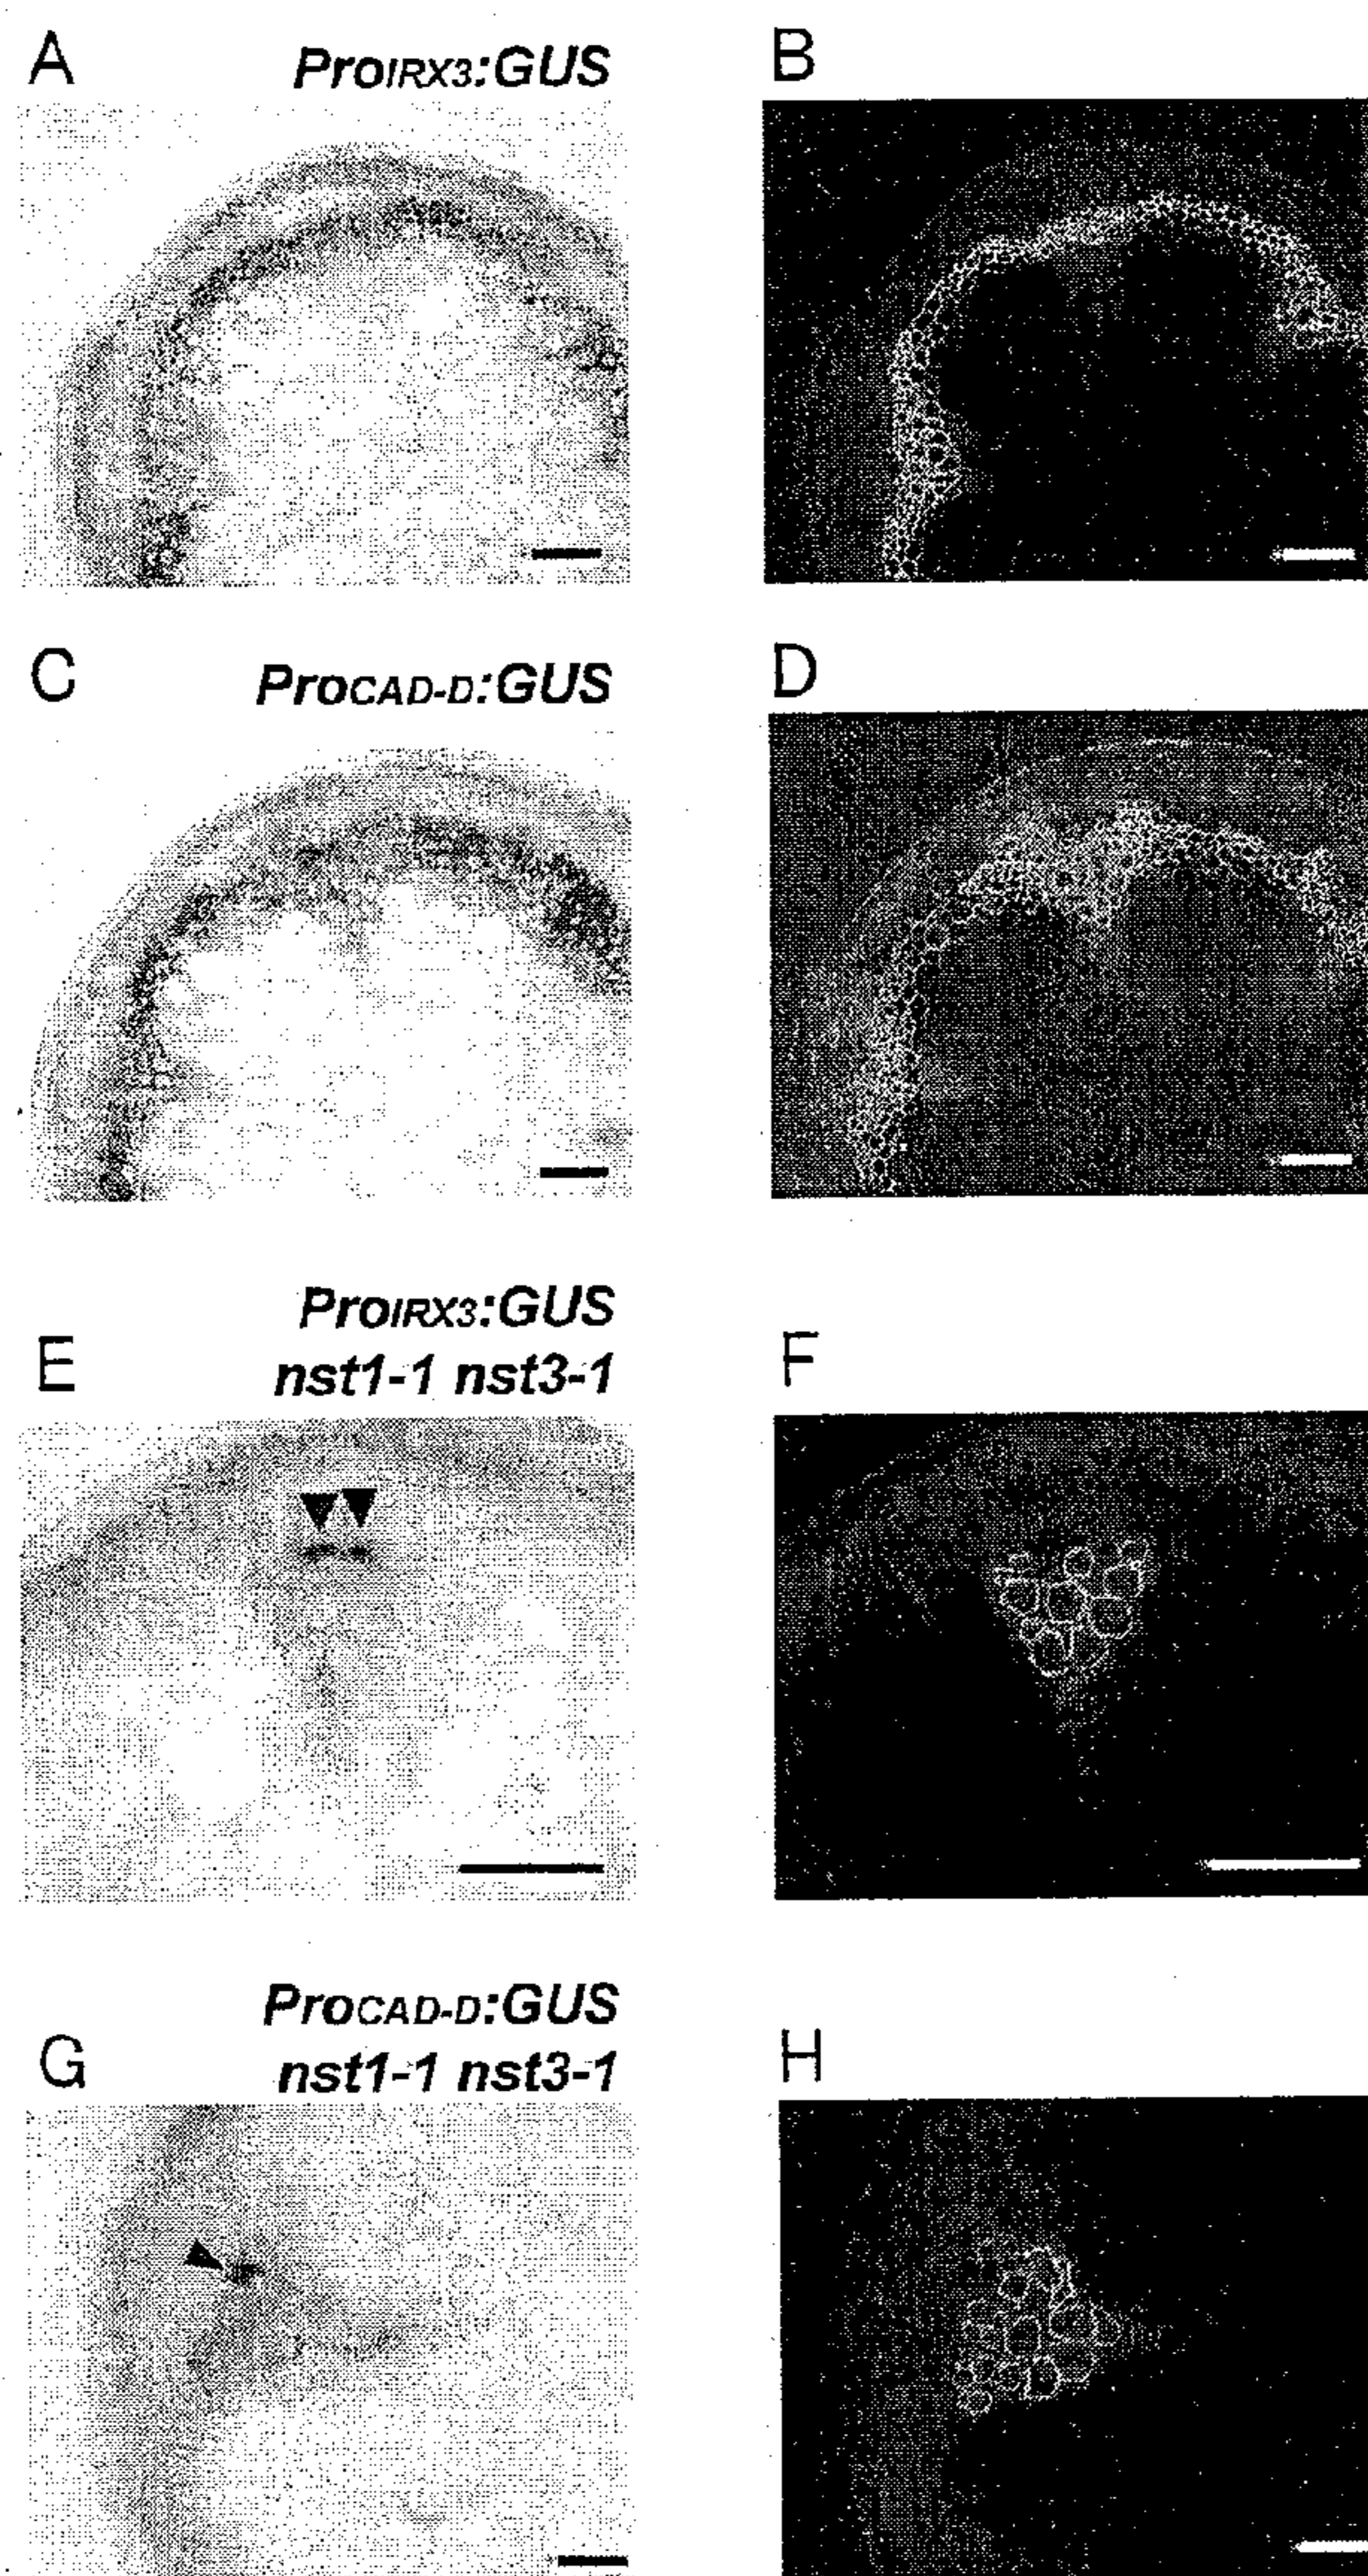 A
ProIRX3:GUS
B
C
ProCAD-D:GUS
D
ProIRX3:GUS
E
nst1-1 nst3-1
F
ProCAD-D:GUS
G
nst1-1 nst3-1
H